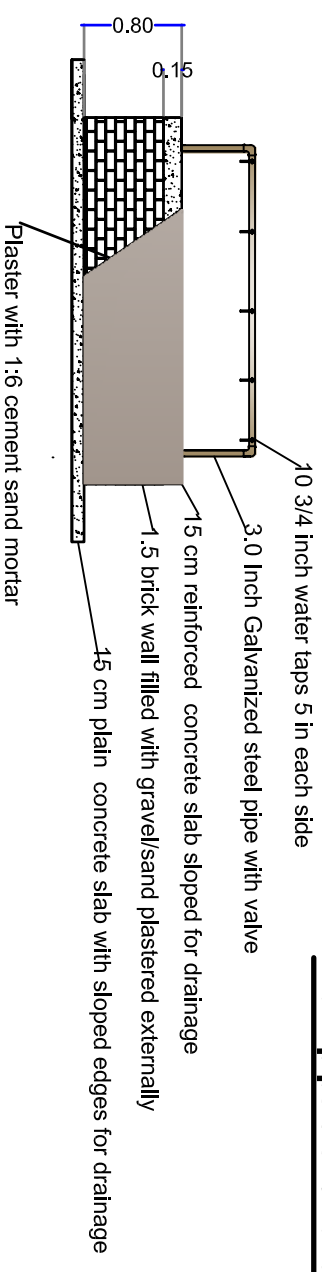 0.80
0.15
10 3/4 inch water taps 5 in each side
3.0 Inch Galvanized steel pipe with valve
15 cm reinforced concrete slab sloped for drainage
1.5 brick wall filled with gravel/sand plastered externally
15 cm plain concrete slab with sloped edges for drainage
Plaster with 1:6 cement sand mortar